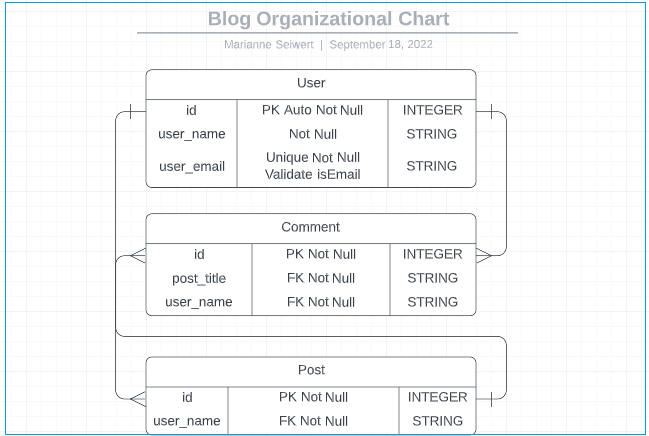 Blog Organizational Chart
Marianne Seiwert | September 18, 2022
User
id PK Auto Not Null INTEGER
user_name Not Null STRING
user_email Unique Not Null Validate isEmail STRING
Comment
id PK Not Null INTEGER
post_title FK Not Null STRING
user_name FK Not Null STRING
Post
id PK Not Null INTEGER
user_name FK Not Null STRING